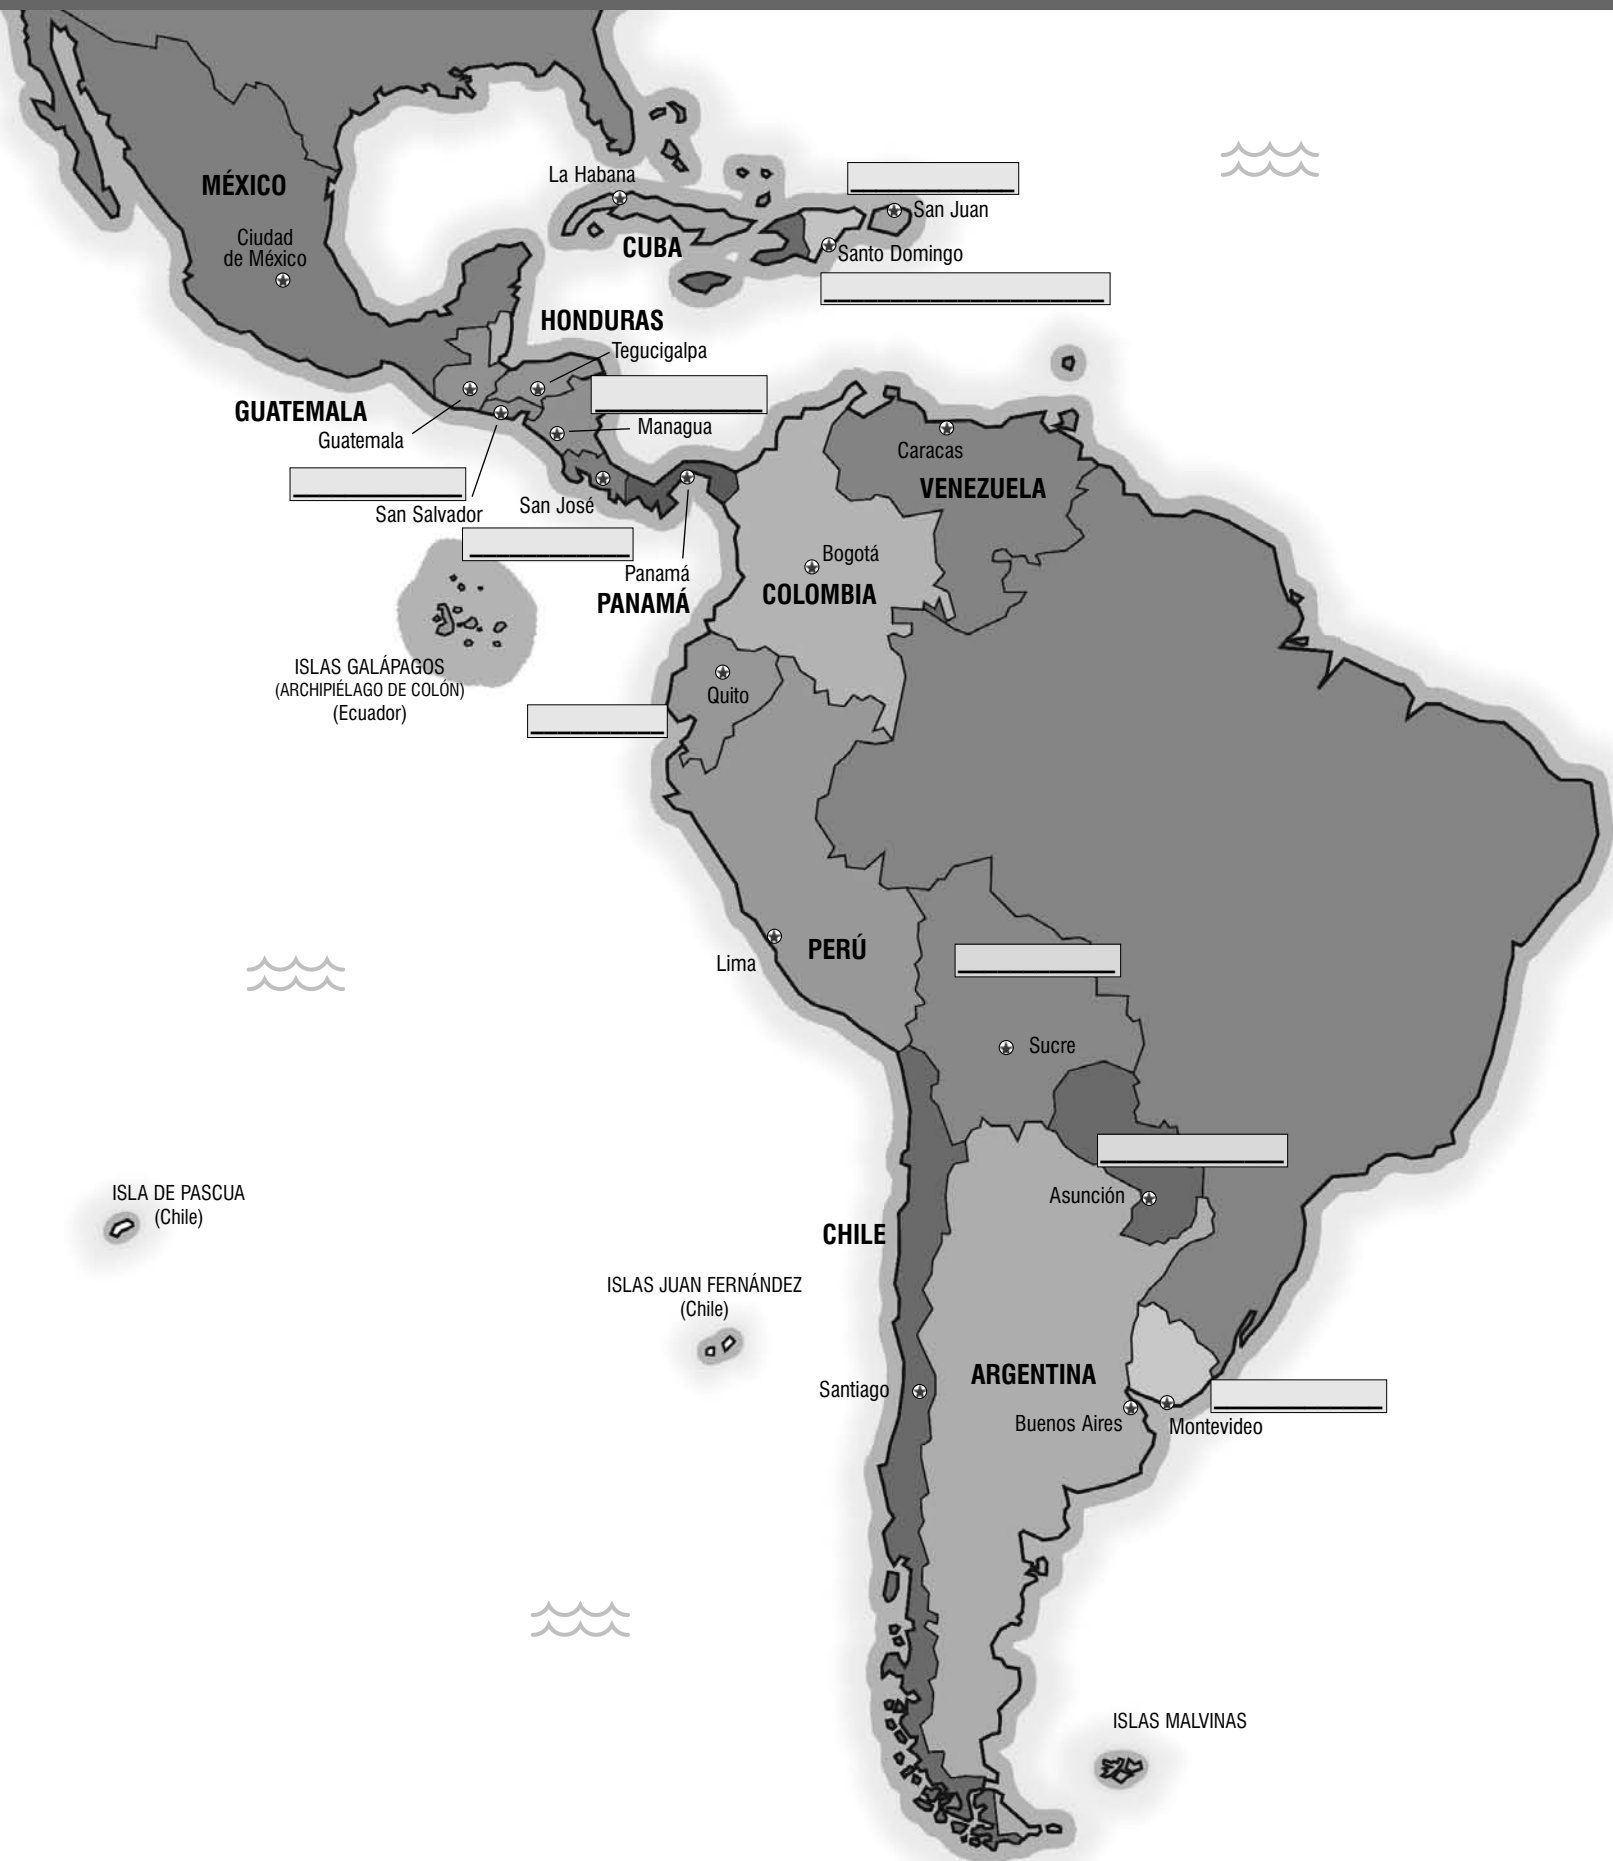 La Habana
San Juan
MÉXICO
Ciudad
de México
CUBA
Santo Domingo
HONDURAS
Tegucigalpa
GUATEMALA
Guatemala
Managua
Caracas
VENEZUELA
San Salvador
San José
Bogotá
COLOMBIA
Panamá
PANAMÁ
ISLAS GALÁPAGOS
(ARCHIPIÉLAGO DE COLÓN)
(Ecuador)
Quito
Lima
PERÚ
Sucre
ISLA DE PASCUA
(Chile)
Asunción
CHILE
ISLAS JUAN FERNÁNDEZ
(Chile)
Santiago
ARGENTINA
Buenos Aires
Montevideo
ISLAS MALVINAS